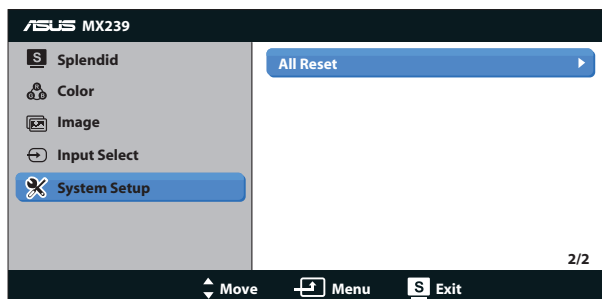 ASUS MX239
S Splendid
Color
Image
Input Select
System Setup
All Reset
2/2
Move Menu S Exit